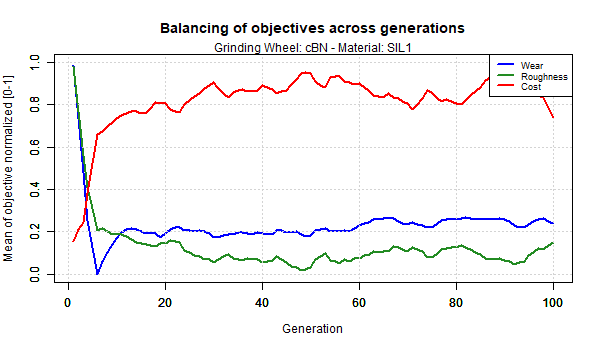 Balancing of objectives across generations
Grinding Wheel: cBN - Material: SIL1
Mean of objective normalized [0-1]
1.0
0.8
0.6
0.4
0.2
0.0
Wear
Roughness
Cost
0 20 40 60 80 100
Generation